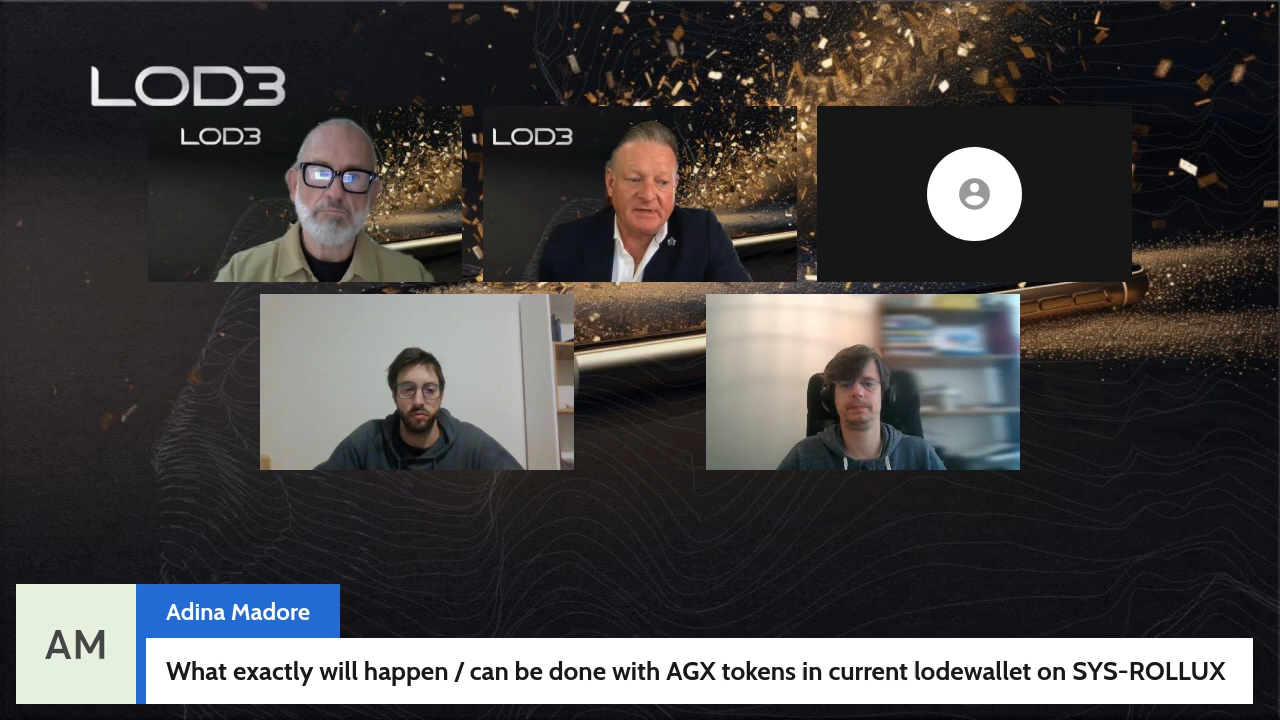 LOD3
LOD3
LOD3
AM
Adina Madore
What exactly will happen / can be done with AGX tokens in current lodewallet on SYS-ROLLUX